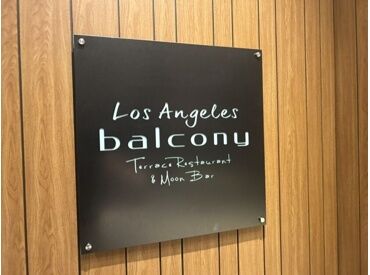 Los Angeles
balcony
Terrace Restaurant
& Moon Bar